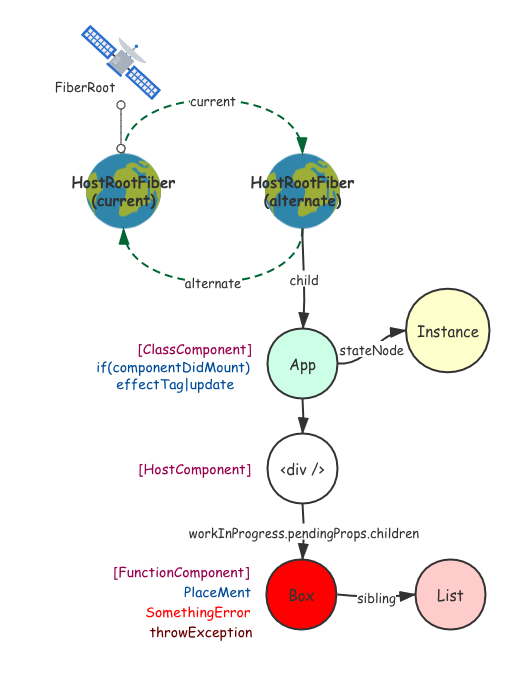 FiberRoot
current
HostRootFiber
(current)
HostRootFiber
(alternate)
alternate
child
[ClassComponent]
if(componentDidMount)
effectTag|update
App
stateNode
Instance
[HostComponent]
<div />
workInProgress.pendingProps.children
[FunctionComponent]
PlaceMent
SomethingError
throwException
Box
sibling
List